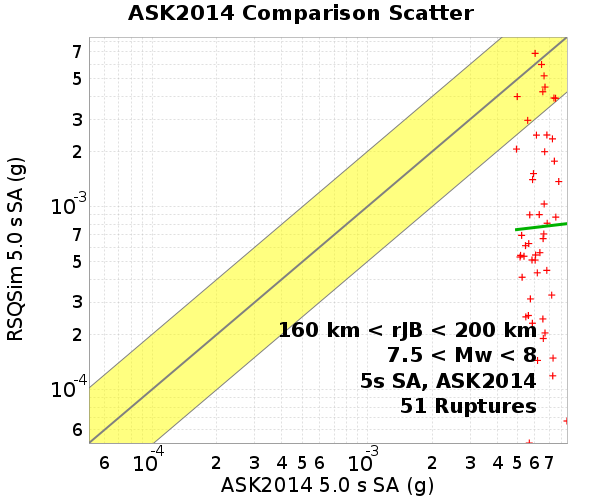 ASK2014 Comparison Scatter
RSQSim 5.0 s SA (g)
7
5
3
2
10-3
7
5
3
2
10-4
6
160 km < rJB < 200 km
7.5 < Mw < 8
5s SA, ASK2014
51 Ruptures
6 10-4 2 3 4 5 6 10-3 2 3 4 5 6 7
ASK2014 5.0 s SA (g)